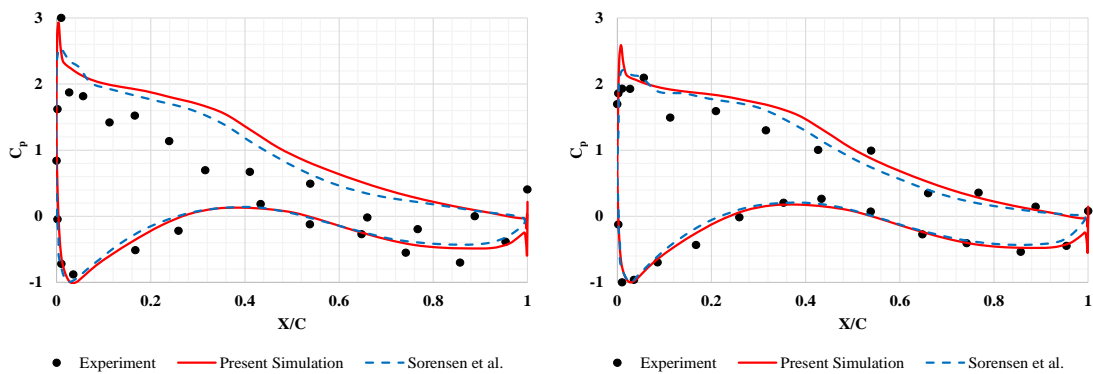 3
2
1
0
-1
Cp
0
0.2
0.4
0.6
0.8
1
X/C
Experiment
Present Simulation
Sorensen et al.
3
2
1
0
-1
Cp
0
0.2
0.4
0.6
0.8
1
X/C
Experiment
Present Simulation
Sorensen et al.